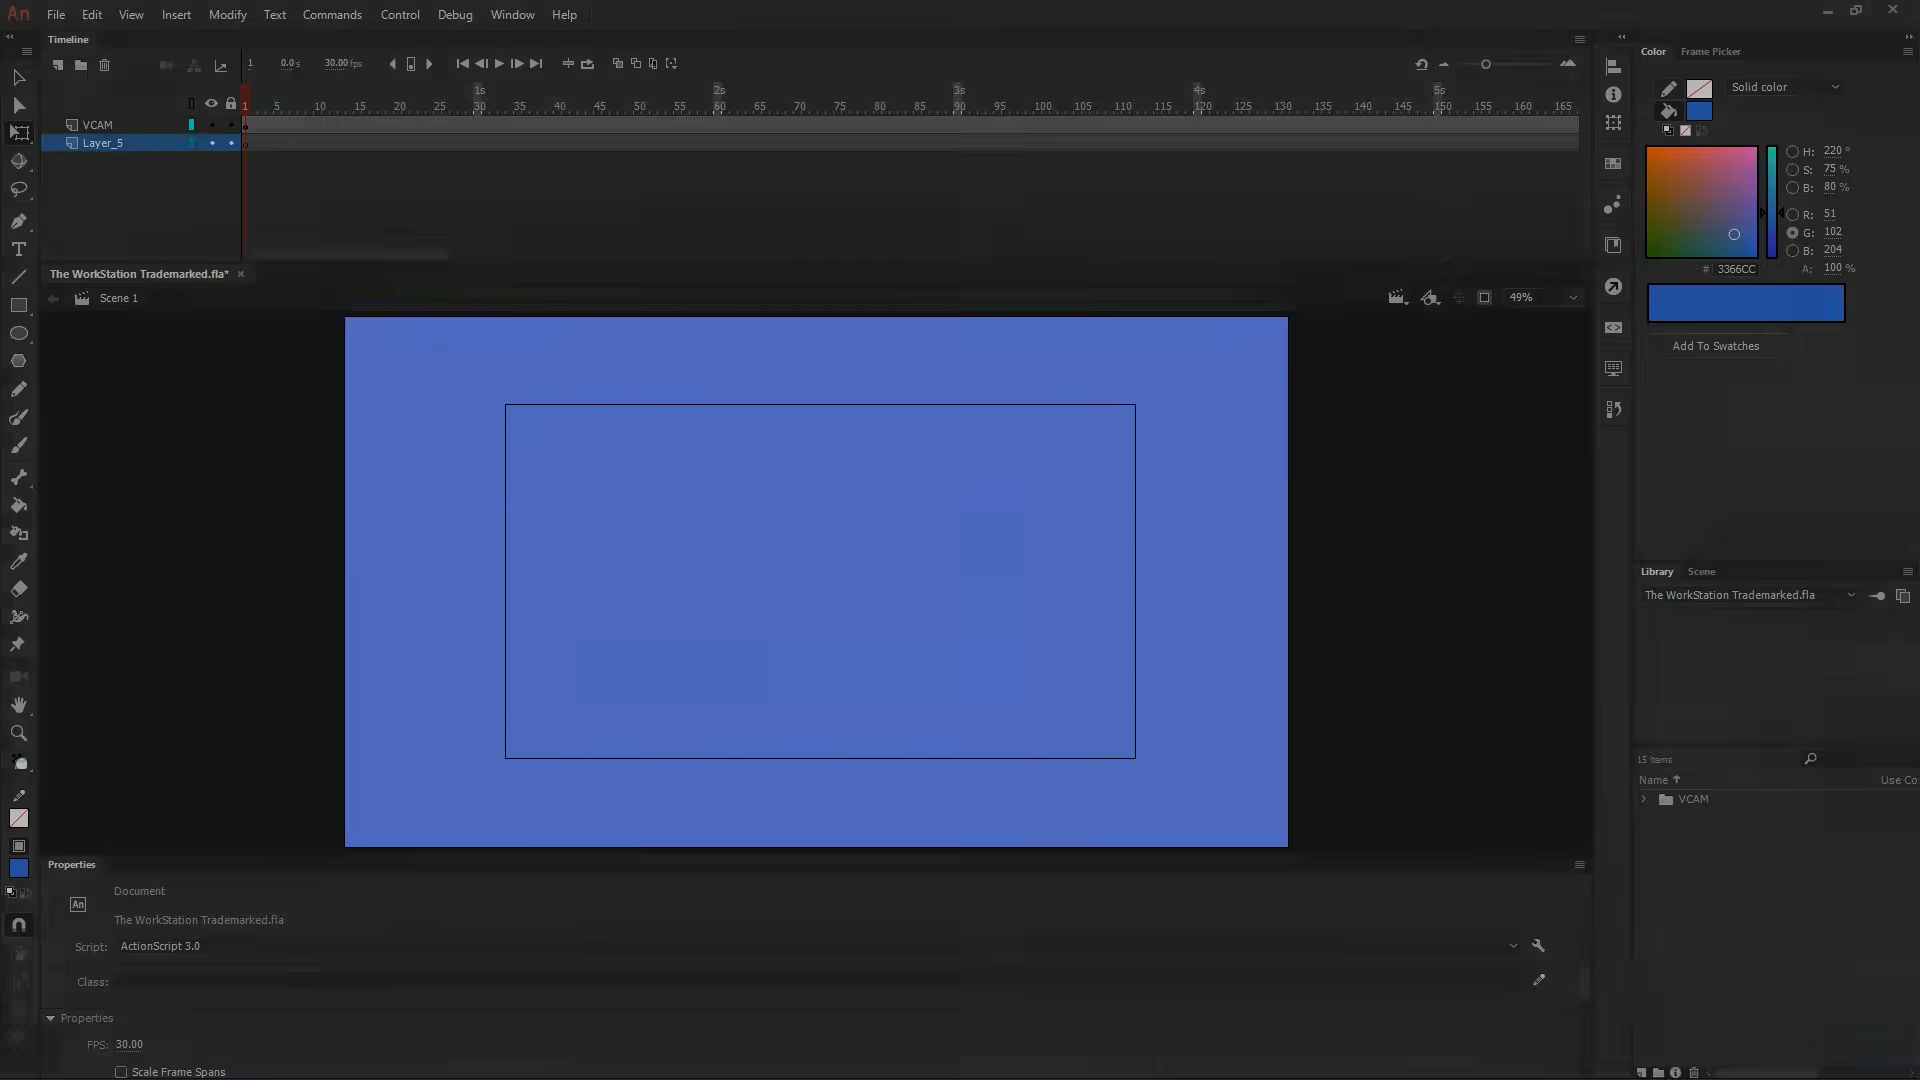 An File Edit View Insert Modify Text Commands Control Debug Window Help
Timeline
1 0.0 s 30.00 fps
1s 2s 3s 4s 5s
1 5 10 15 20 25 30 35 40 45 50 55 60 65 70 75 80 85 90 95 100 105 110 115 120 125 130 135 140 145 150 155 160 165
VCAM
Layer_5
The WorkStation Trademarked.fla* ×
Scene 1
49%
Properties
An
Document
The WorkStation Trademarked.fla
Script: ActionScript 3.0
Class:
Properties
FPS: 30.00
Scale Frame Spans
Color Frame Picker
Solid color
H: 220 °
S: 75 %
B: 80 %
R: 51
G: 102
B: 204
# 3366CC A: 100 %
Add To Swatches
Library Scene
The WorkStation Trademarked.fla
15 items
Name Use Co
VCAM